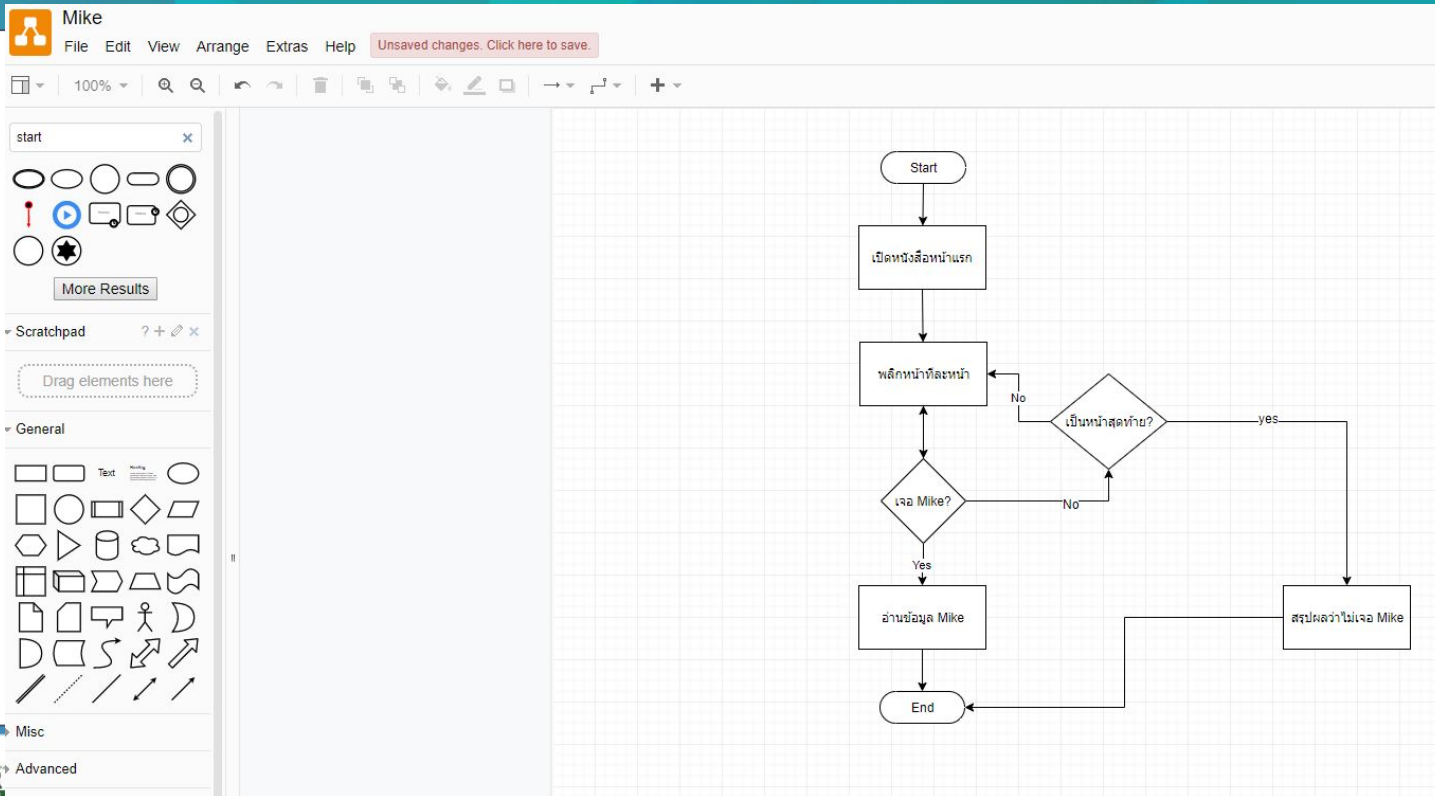 Mike
File Edit View Arrange Extras Help Unsaved changes. Click here to save.
100%
start
More Results
Scratchpad
Drag elements here
General
Text
Heading
Misc
Advanced
Start
เปิดหนังสือหน้าแรก
พลิกหน้าทีละหน้า
No
เป็นหน้าสุดท้าย?
yes
เจอ Mike?
No
Yes
อ่านข้อมูล Mike
สรุปผลว่าไม่เจอ Mike
End